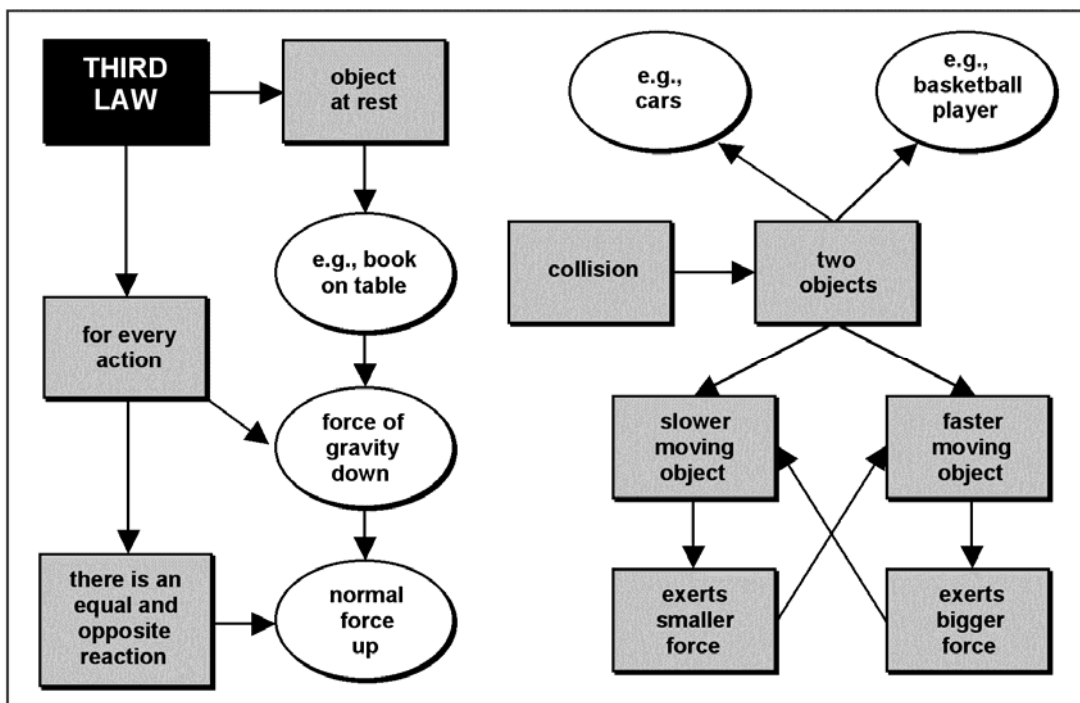 THIRD
LAW
object
at rest
e.g., book
on table
for every
action
force of
gravity
down
there is an
equal and
opposite
reaction
normal
force
up
e.g.,
cars
e.g.,
basketball
player
collision
two
objects
slower
moving
object
faster
moving
object
exerts
smaller
force
exerts
bigger
force